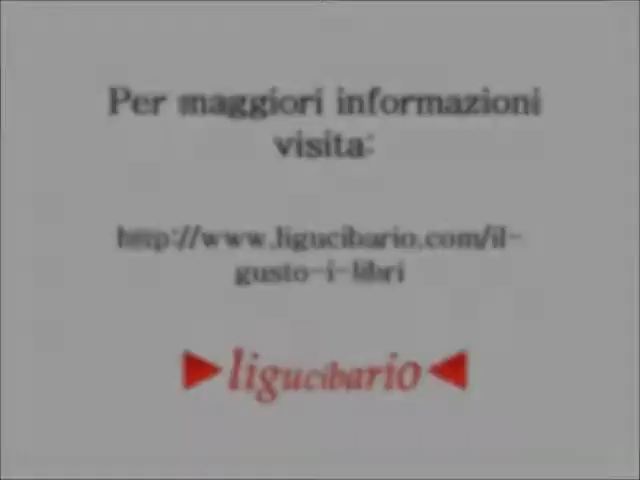 Per maggiori informazioni
visita:
http://www.ligucibario.com/il-
gusto-i-libri
ligucibario